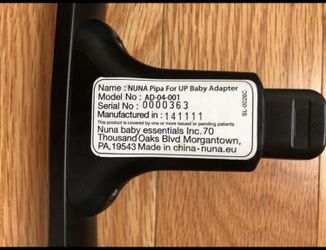 Name : NUNA Pipa For UP Baby Adapter
Model No : AD-04-001
Serial No : 0000363
Manufactured in : 141111
This product is covered by one or more issued or pending patents
Nuna baby essentials Inc. 70
Thousand Oaks Blvd Morgantown,
PA, 19543 Made in china • nuna.eu
SL-0026C